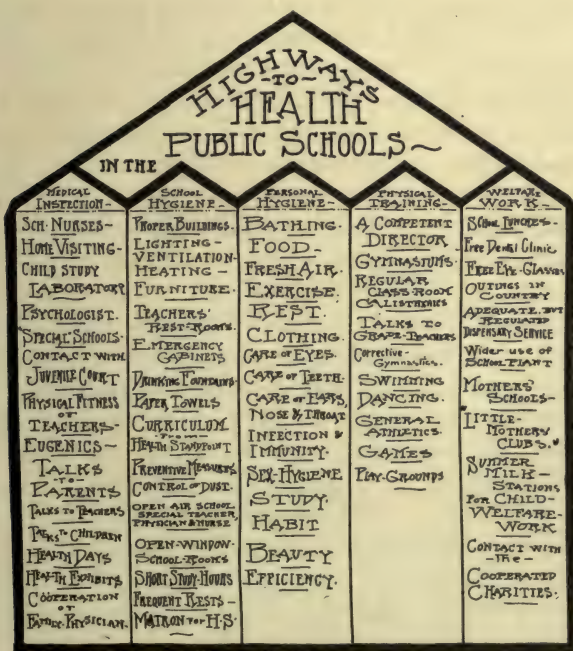 HIGHWAYS
-TO-
HEALTH
IN THE PUBLIC SCHOOLS~
MEDICAL
INSPECTION-
SCH. NURSES-
HOME VISITING-
CHILD STUDY
LABORATORY
PSYCHOLOGIST.
"SPECIAL" SCHOOLS.
CONTACT WITH
JUVENILE COURT
PHYSICAL FITNESS
OF
TEACHERS-
EUGENICS-
TALKS
-TO-
PARENTS
TALKS TO TEACHERS
TALKS TO CHILDREN
HEALTH DAYS
HEALTH EXHIBITS
COOPERATION
OF
FAMILY-PHYSICIAN.
SCHOOL
HYGIENE-
PROPER BUILDINGS.
LIGHTING-
VENTILATION-
HEATING-
FURNITURE.
TEACHERS'
REST-ROOMS.
EMERGENCY
CABINETS
DRINKING FOUNTAINS.
PAPER TOWELS
CURRICULUM
-FROM-
HEALTH STANDPOINT
PREVENTIVE MEASURES
CONTROL OF DUST.
OPEN AIR SCHOOL
SPECIAL TEACHER
PHYSICIAN & NURSE
OPEN-WINDOW-
SCHOOL-ROOMS
SHORT STUDY-HOURS
FREQUENT RESTS-
MATRON FOR H-S.
PERSONAL
HYGIENE-
BATHING.
FOOD-
FRESH AIR.
EXERCISE.
REST.
CLOTHING.
CARE OF EYES.
CARE OF TEETH.
CARE OF EARS,
NOSE & THROAT
INFECTION &
IMMUNITY.
SEX-HYGIENE
STUDY.
HABIT
BEAUTY
EFFICIENCY.
PHYSICAL
TRAINING-
A COMPETENT
DIRECTOR
GYMNASIUMS.
REGULAR
CLASS-ROOM
CALISTHENICS
TALKS TO
GRADE-TEACHERS
Corrective-
Gymnastics.
SWIMMING
DANCING.
GENERAL
ATHLETICS.
GAMES
PLAY-GROUNDS
WELFARE
WORK-
SCHOOL LUNCHES-
Free Dental Clinic
FREE EYE-GLASSES
OUTINGS IN
COUNTRY
ADEQUATE, BUT
REGULATED
DISPENSARY SERVICE
Wider use of
SCHOOL PLANT
MOTHERS'
SCHOOLS-
"LITTLE-
MOTHERS'
CLUBS."
SUMMER
MILK-
STATIONS
FOR CHILD-
WELFARE-
WORK
CONTACT WITH
-THE-
COOPERATED
CHARITIES.